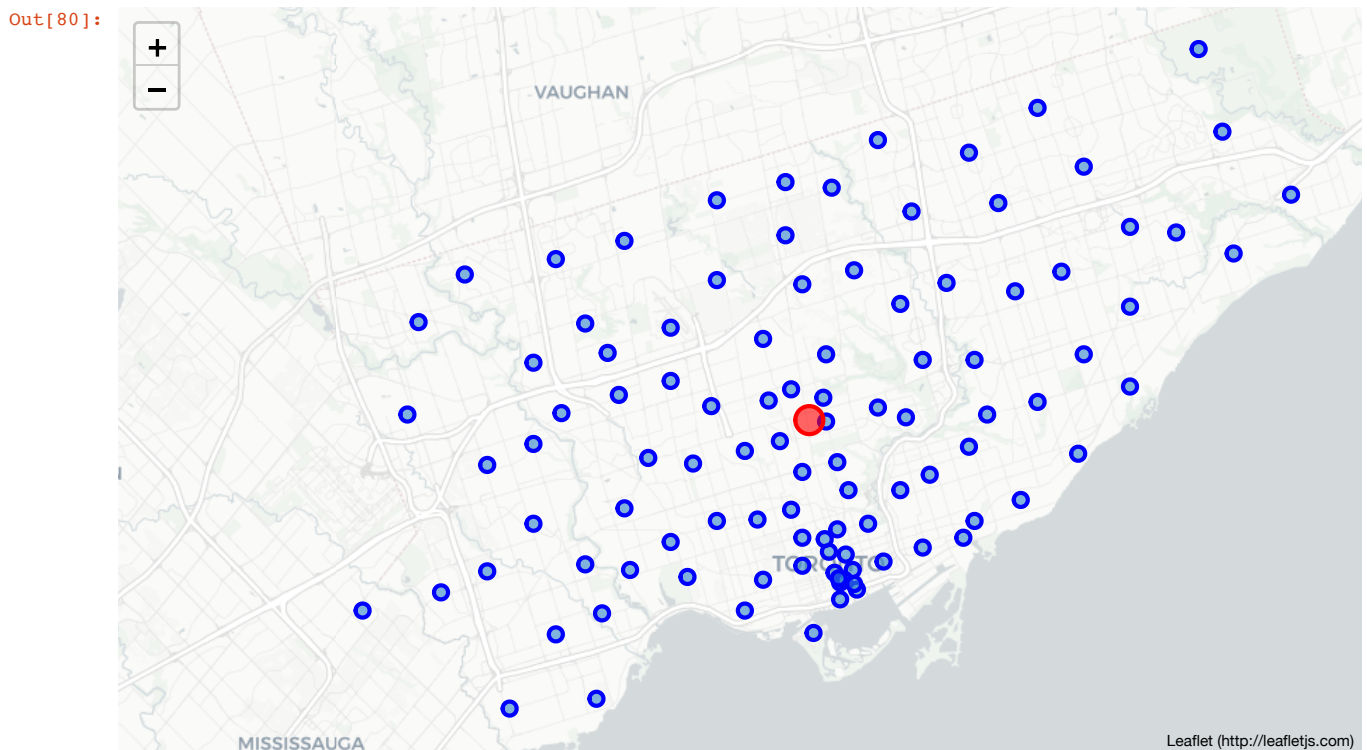 Out[80]:
+
−
VAUGHAN
TORONTO
MISSISSAUGA
Leaflet (http://leafletjs.com)